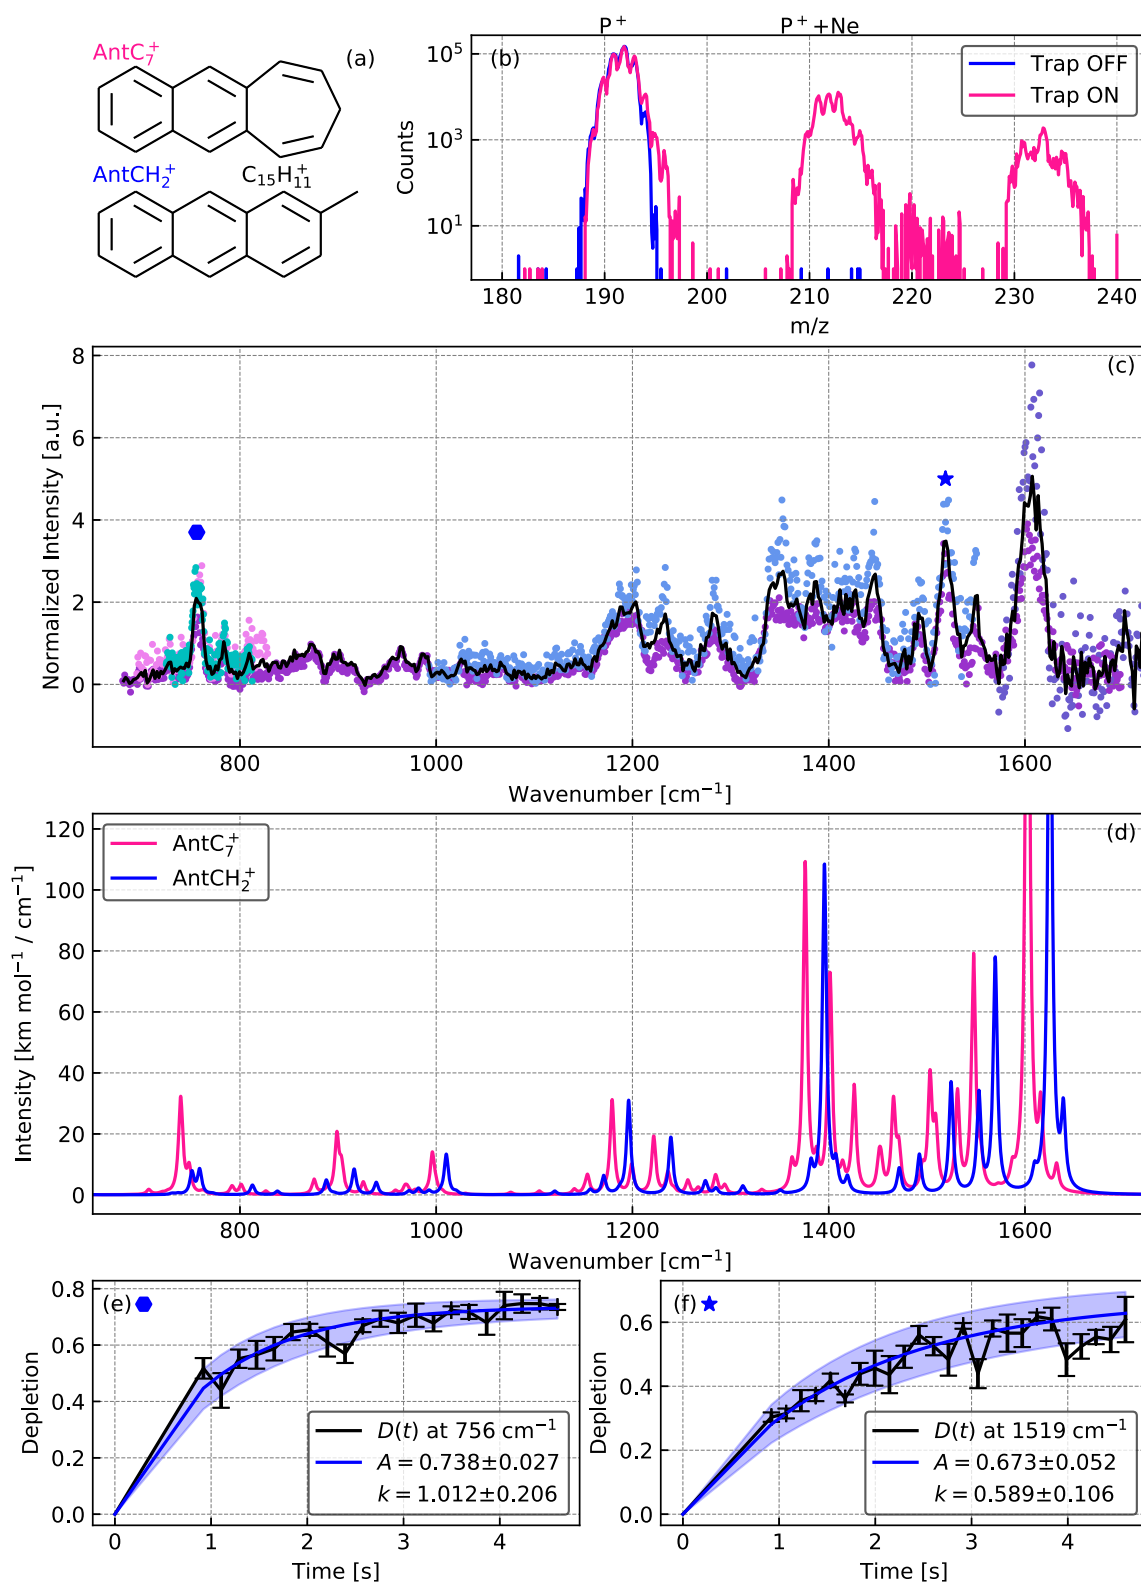 AntC₇⁺
(a)
AntCH₂⁺
C₁₅H₁₁⁺
P⁺
P⁺+Ne
(b)
Trap OFF
Trap ON
10⁵
10³
10¹
Counts
180 190 200 210 220 230 240
m/z
(c)
8
6
4
2
0
Normalized Intensity [a.u.]
800 1000 1200 1400 1600
Wavenumber [cm⁻¹]
(d)
AntC₇⁺
AntCH₂⁺
120
100
80
60
40
20
0
Intensity [km mol⁻¹ / cm⁻¹]
800 1000 1200 1400 1600
Wavenumber [cm⁻¹]
(e)
0.8
0.6
0.4
0.2
0.0
Depletion
D(t) at 756 cm⁻¹
A = 0.738±0.027
k = 1.012±0.206
0 1 2 3 4
Time [s]
(f)
0.6
0.4
0.2
0.0
Depletion
D(t) at 1519 cm⁻¹
A = 0.673±0.052
k = 0.589±0.106
0 1 2 3 4
Time [s]